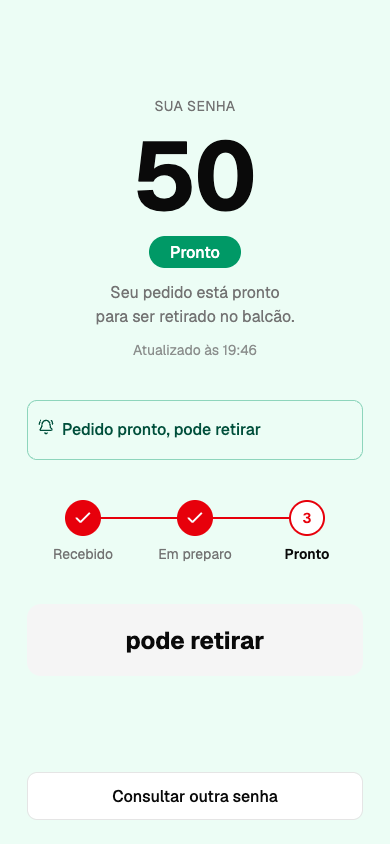 SUA SENHA
50
Pronto
Seu pedido está pronto
para ser retirado no balcão.
Atualizado às 19:46
Pedido pronto, pode retirar
3
Recebido
Em preparo
Pronto
pode retirar
Consultar outra senha